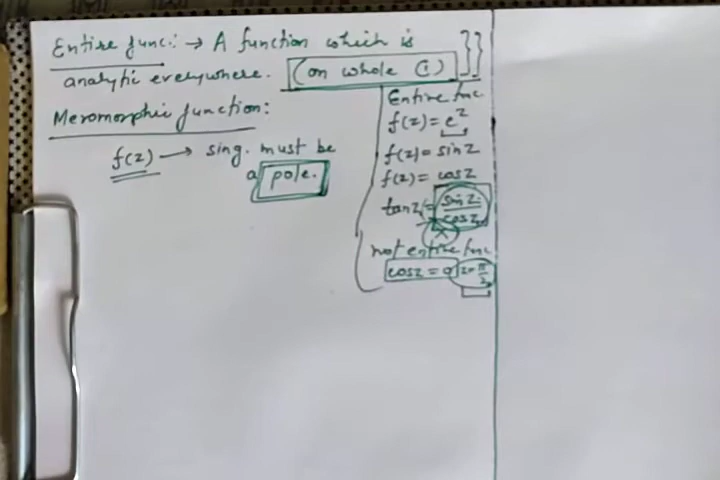 Entire func: → A function which is
analytic everywhere. (on whole ℂ)
Meromorphic function:
f(z) → sing. must be
a pole.
Entire func
f(z) = e^z
f(z) = sin z
f(z) = cos z
tan z = sin z / cos z
not entire func
cos z = 0 z = π/2